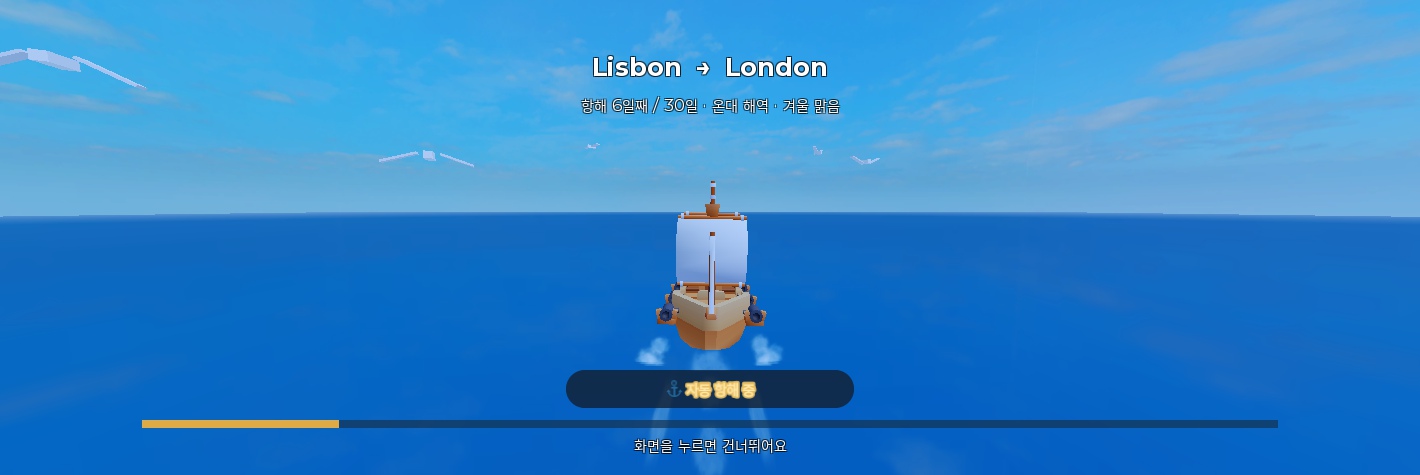 Lisbon → London
항해 6일째 / 30일 · 온대 해역 · 겨울 맑음
⚓ 자동 항해 중
화면을 누르면 건너뛰어요